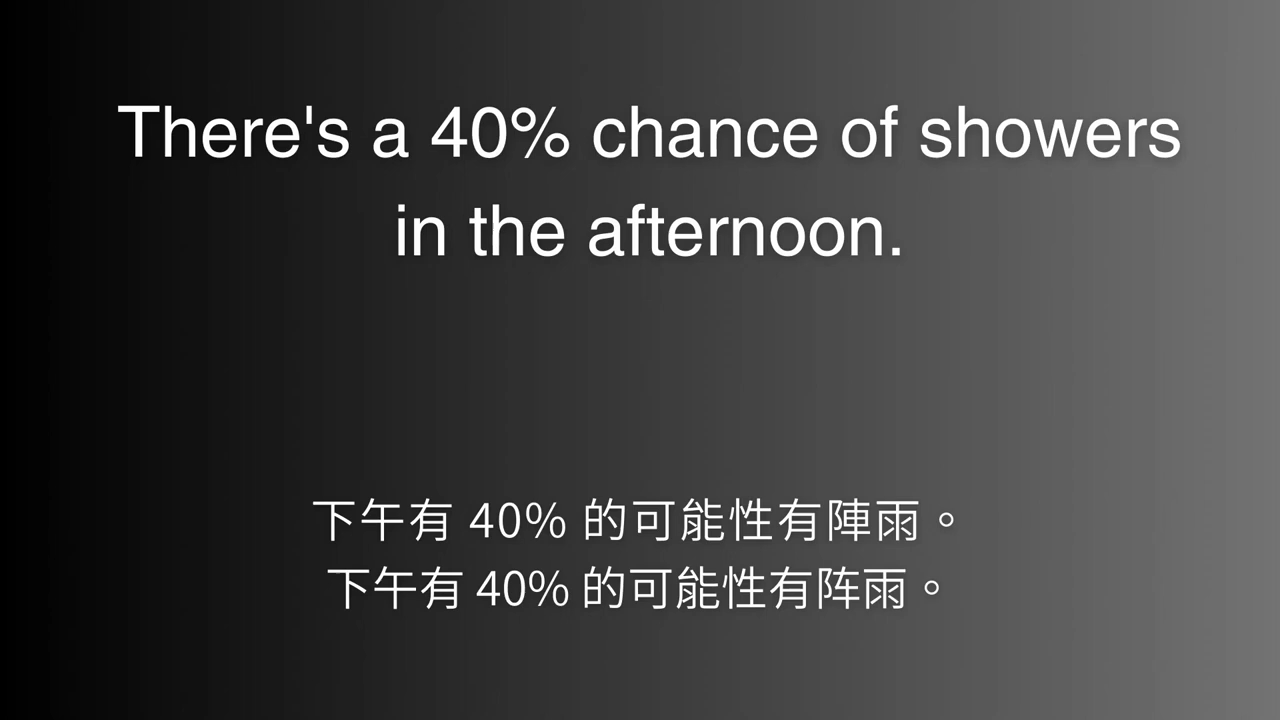 There's a 40% chance of showers
in the afternoon.
下午有 40% 的可能性有陣雨。
下午有 40% 的可能性有阵雨。